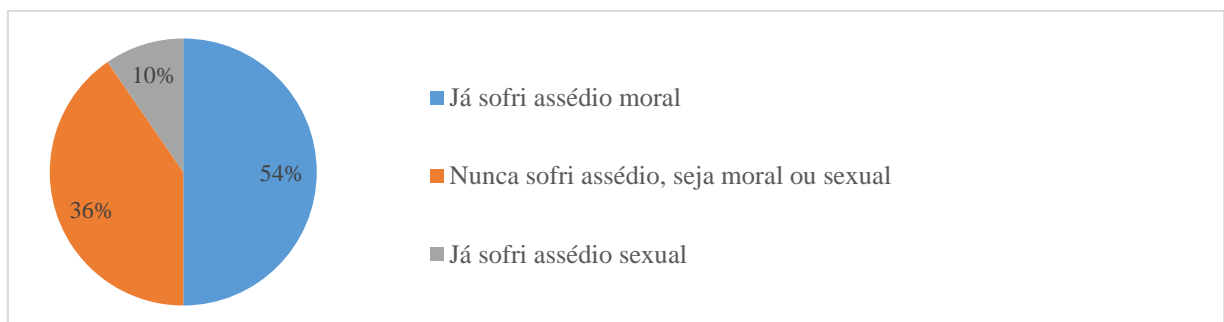 10%
54%
36%
Já sofri assédio moral
Nunca sofri assédio, seja moral ou sexual
Já sofri assédio sexual